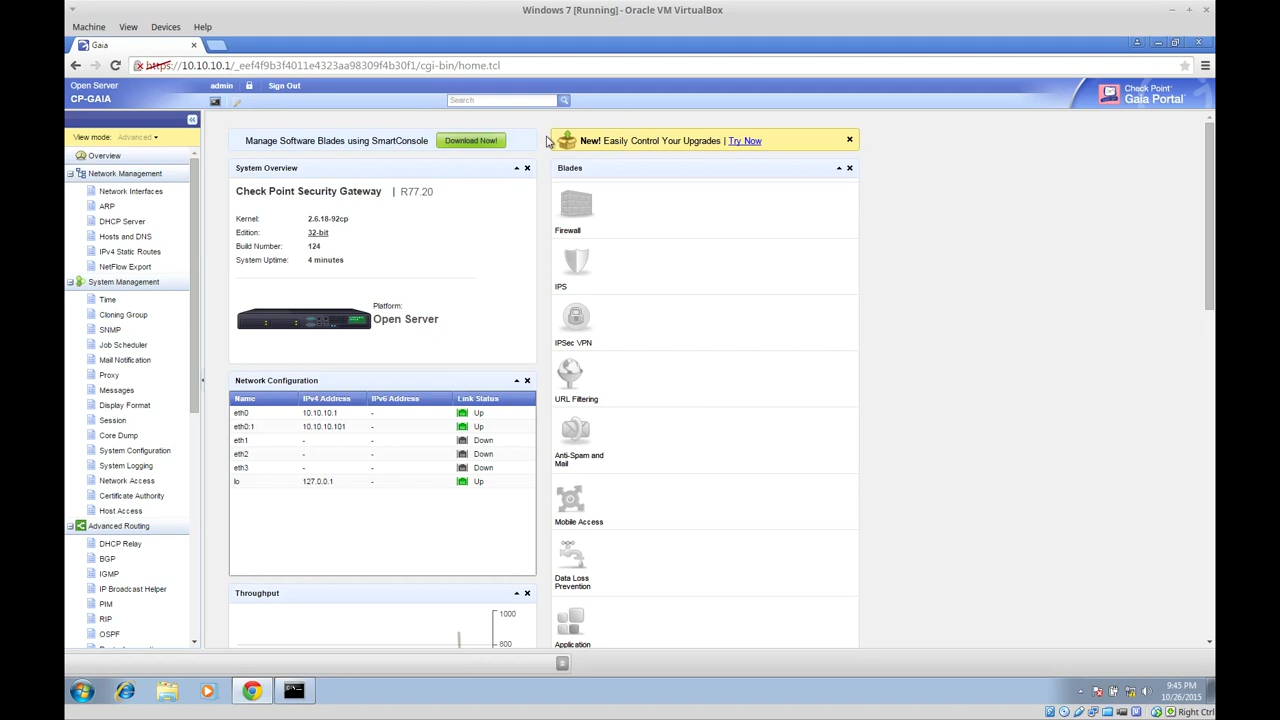 Windows 7 [Running] - Oracle VM VirtualBox
Machine View Devices Help
Gaia
https://10.10.10.1/_eef4f9b3f4011e4323aa98309f4b30f1/cgi-bin/home.tcl
Open Server
CP-GAIA
admin Sign Out
Search
Check Point
Gaia Portal
View mode: Advanced
Overview
Network Management
Network Interfaces
ARP
DHCP Server
Hosts and DNS
IPv4 Static Routes
NetFlow Export
System Management
Time
Cloning Group
SNMP
Job Scheduler
Mail Notification
Proxy
Messages
Display Format
Session
Core Dump
System Configuration
System Logging
Network Access
Certificate Authority
Host Access
Advanced Routing
DHCP Relay
BGP
IGMP
IP Broadcast Helper
PIM
RIP
OSPF
Manage Software Blades using SmartConsole Download Now!
System Overview
Check Point Security Gateway | R77.20
Kernel: 2.6.18-92cp
Edition: 32-bit
Build Number: 124
System Uptime: 4 minutes
Platform:
Open Server
Network Configuration
Name IPv4 Address IPv6 Address Link Status
eth0 10.10.10.1 - Up
eth0:1 10.10.10.101 - Up
eth1 - - Down
eth2 - - Down
eth3 - - Down
lo 127.0.0.1 - Up
Throughput
1000
800
New! Easily Control Your Upgrades | Try Now
Blades
Firewall
IPS
IPSec VPN
URL Filtering
Anti-Spam and
Mail
Mobile Access
Data Loss
Prevention
Application
9:45 PM
10/26/2015
Right Ctrl